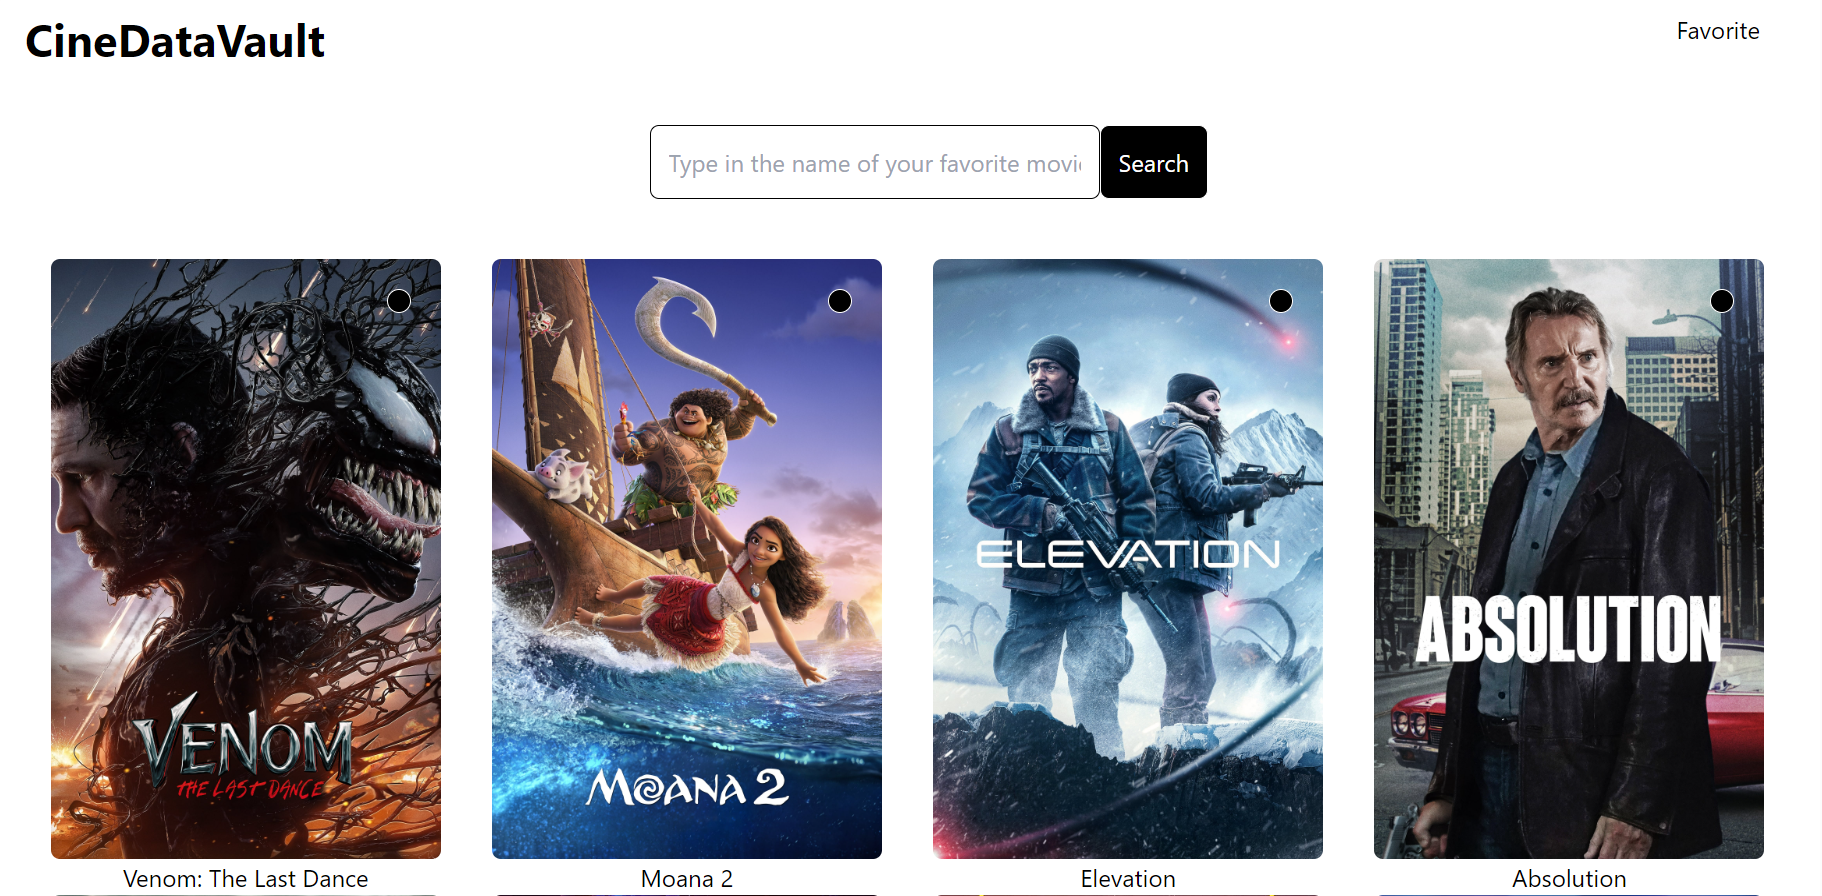 CineDataVault
Favorite
Type in the name of your favorite movi
Search
VENOM
THE LAST DANCE
MOANA 2
ELEVATION
ABSOLUTION
Venom: The Last Dance
Moana 2
Elevation
Absolution